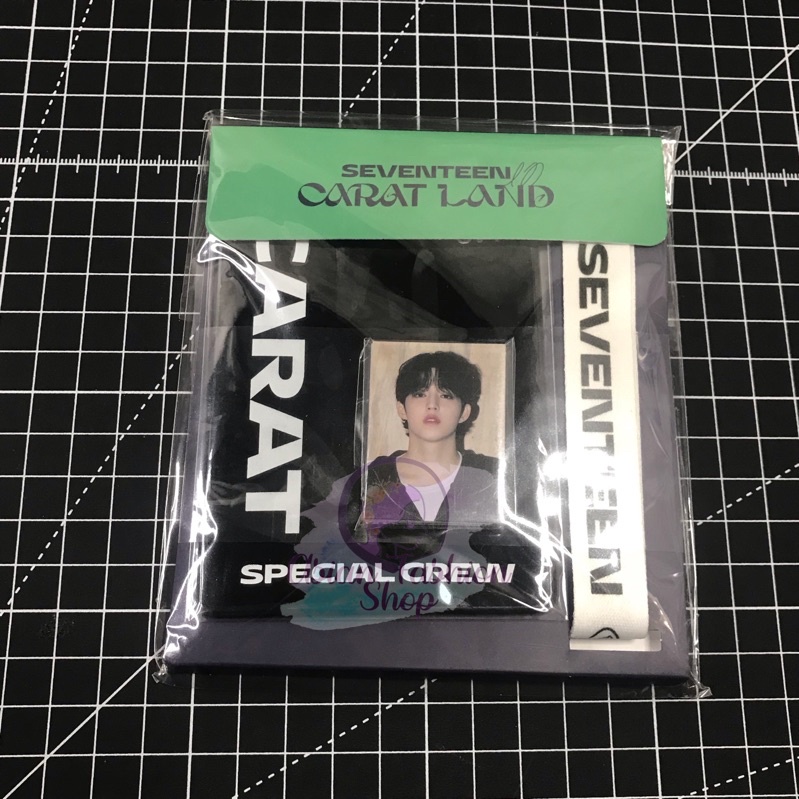 SEVENTEEN
CARAT LAND
CARAT
SEVENTEEN
SPECIAL CREW
Shop